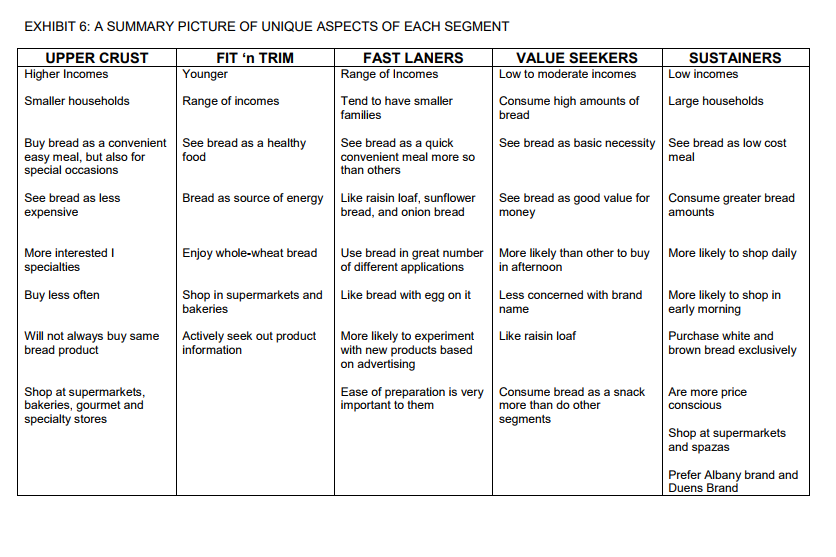 EXHIBIT 6: A SUMMARY PICTURE OF UNIQUE ASPECTS OF EACH SEGMENT
UPPER CRUST
Higher Incomes
Smaller households
Buy bread as a convenient
easy meal, but also for
special occasions
See bread as less
expensive
More interested I
specialties
Buy less often
Will not always buy same
bread product
Shop at supermarkets,
bakeries, gourmet and
specialty stores
FIT ‘n TRIM
Younger
Range of incomes
See bread as a healthy
food
Bread as source of energy
Enjoy whole-wheat bread
Shop in supermarkets and
bakeries
Actively seek out product
information
FAST LANERS
Range of Incomes
Tend to have smaller
families
See bread as a quick
convenient meal more so
than others
Like raisin loaf, sunflower
bread, and onion bread
Use bread in great number
of different applications
Like bread with egg on it
More likely to experiment
with new products based
on advertising
Ease of preparation is very
important to them
VALUE SEEKERS
Low to moderate incomes
Consume high amounts of
bread
See bread as basic necessity
See bread as good value for
money
More likely than other to buy
in afternoon
Less concerned with brand
name
Like raisin loaf
Consume bread as a snack
more than do other
segments
SUSTAINERS
Low incomes
Large households
See bread as low cost
meal
Consume greater bread
amounts
More likely to shop daily
More likely to shop in
early morning
Purchase white and
brown bread exclusively
Are more price
conscious
Shop at supermarkets
and spazas
Prefer Albany brand and
Duens Brand